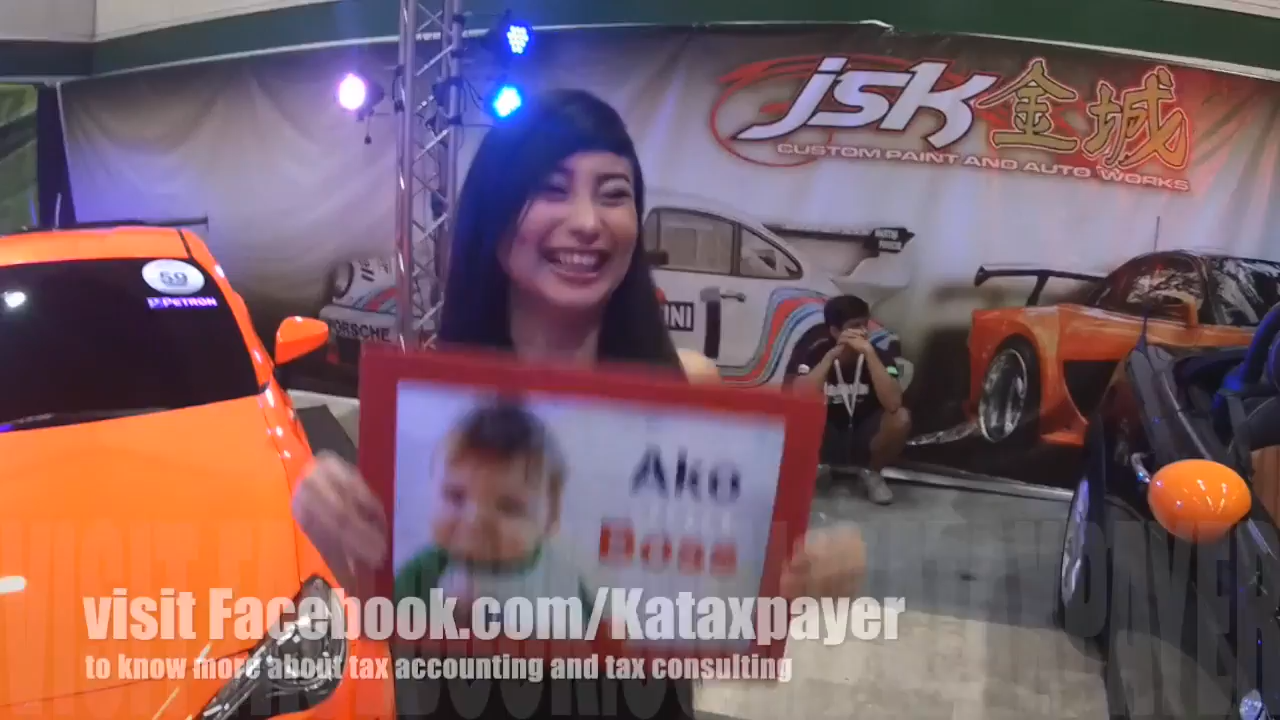 jsk金城
CUSTOM PAINT AND AUTO WORKS
59
PETRON
PORSCHE
INI
Ako
Boss
visit Facebook.com/Kataxpayer
to know more about tax accounting and tax consulting